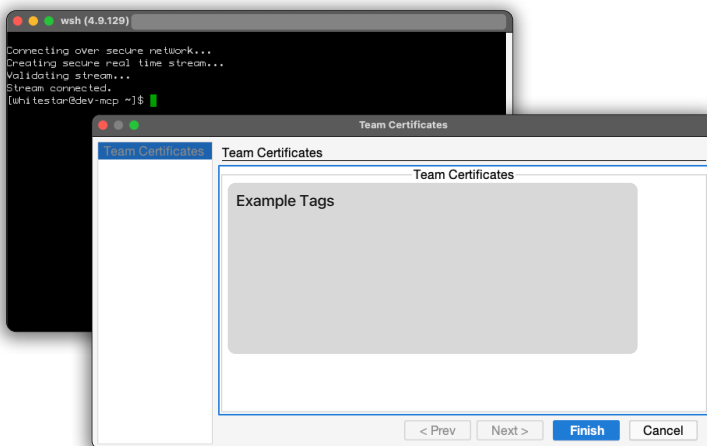 wsh (4.9.129)
Connecting over secure network...
Creating secure real time stream...
Validating stream...
Stream connected.
[whitestar@dev-mcp ~]$
Team Certificates
Team Certificates
Team Certificates
Team Certificates
Example Tags
< Prev
Next >
Finish
Cancel